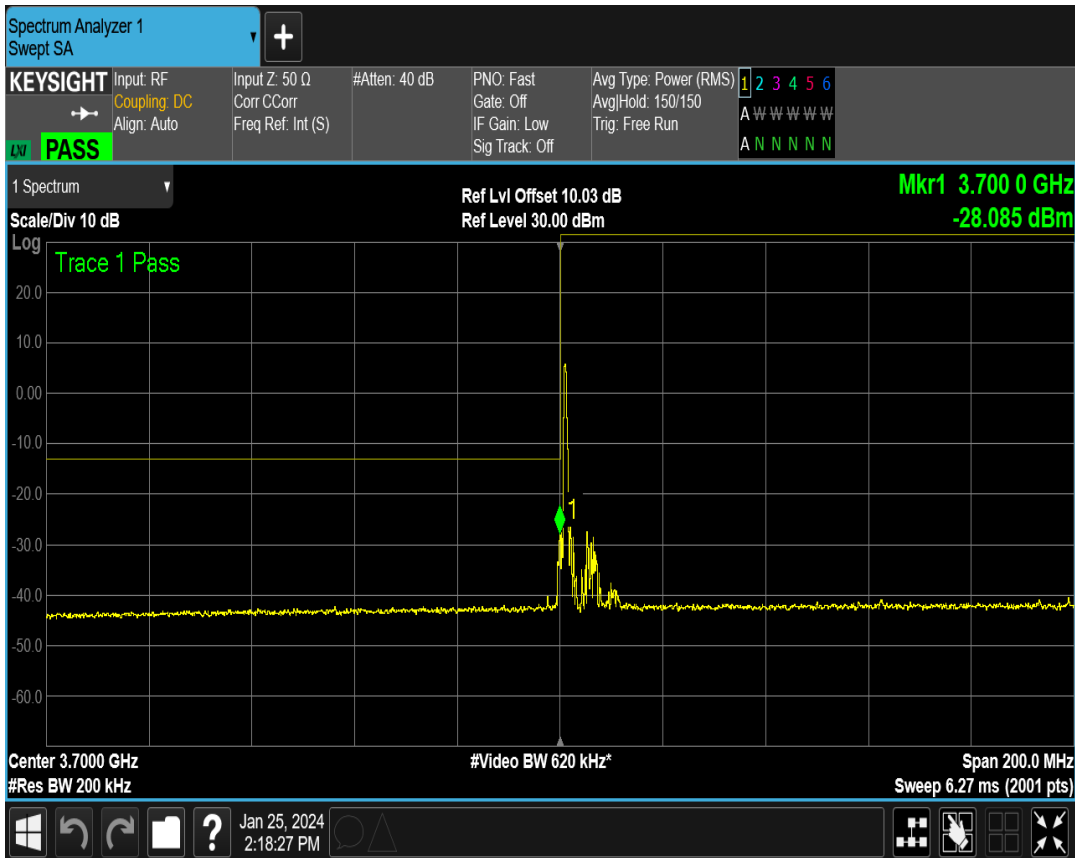 Spectrum Analyzer 1
Swept SA
KEYSIGHT
LXI PASS
Input: RF
Coupling: DC
Align: Auto
Input Z: 50 Ω
Corr CCorr
Freq Ref: Int (S)
#Atten: 40 dB
PNO: Fast
Gate: Off
IF Gain: Low
Sig Track: Off
Avg Type: Power (RMS)
Avg|Hold: 150/150
Trig: Free Run
1 2 3 4 5 6
A W W W W W
A N N N N N
1 Spectrum
Scale/Div 10 dB
Ref Lvl Offset 10.03 dB
Ref Level 30.00 dBm
Mkr1 3.700 0 GHz
-28.085 dBm
Log
Trace 1 Pass
20.0
10.0
0.00
-10.0
-20.0
1
-30.0
-40.0
-50.0
-60.0
Center 3.7000 GHz
#Video BW 620 kHz*
Span 200.0 MHz
#Res BW 200 kHz
Sweep 6.27 ms (2001 pts)
?
Jan 25, 2024
2:18:27 PM